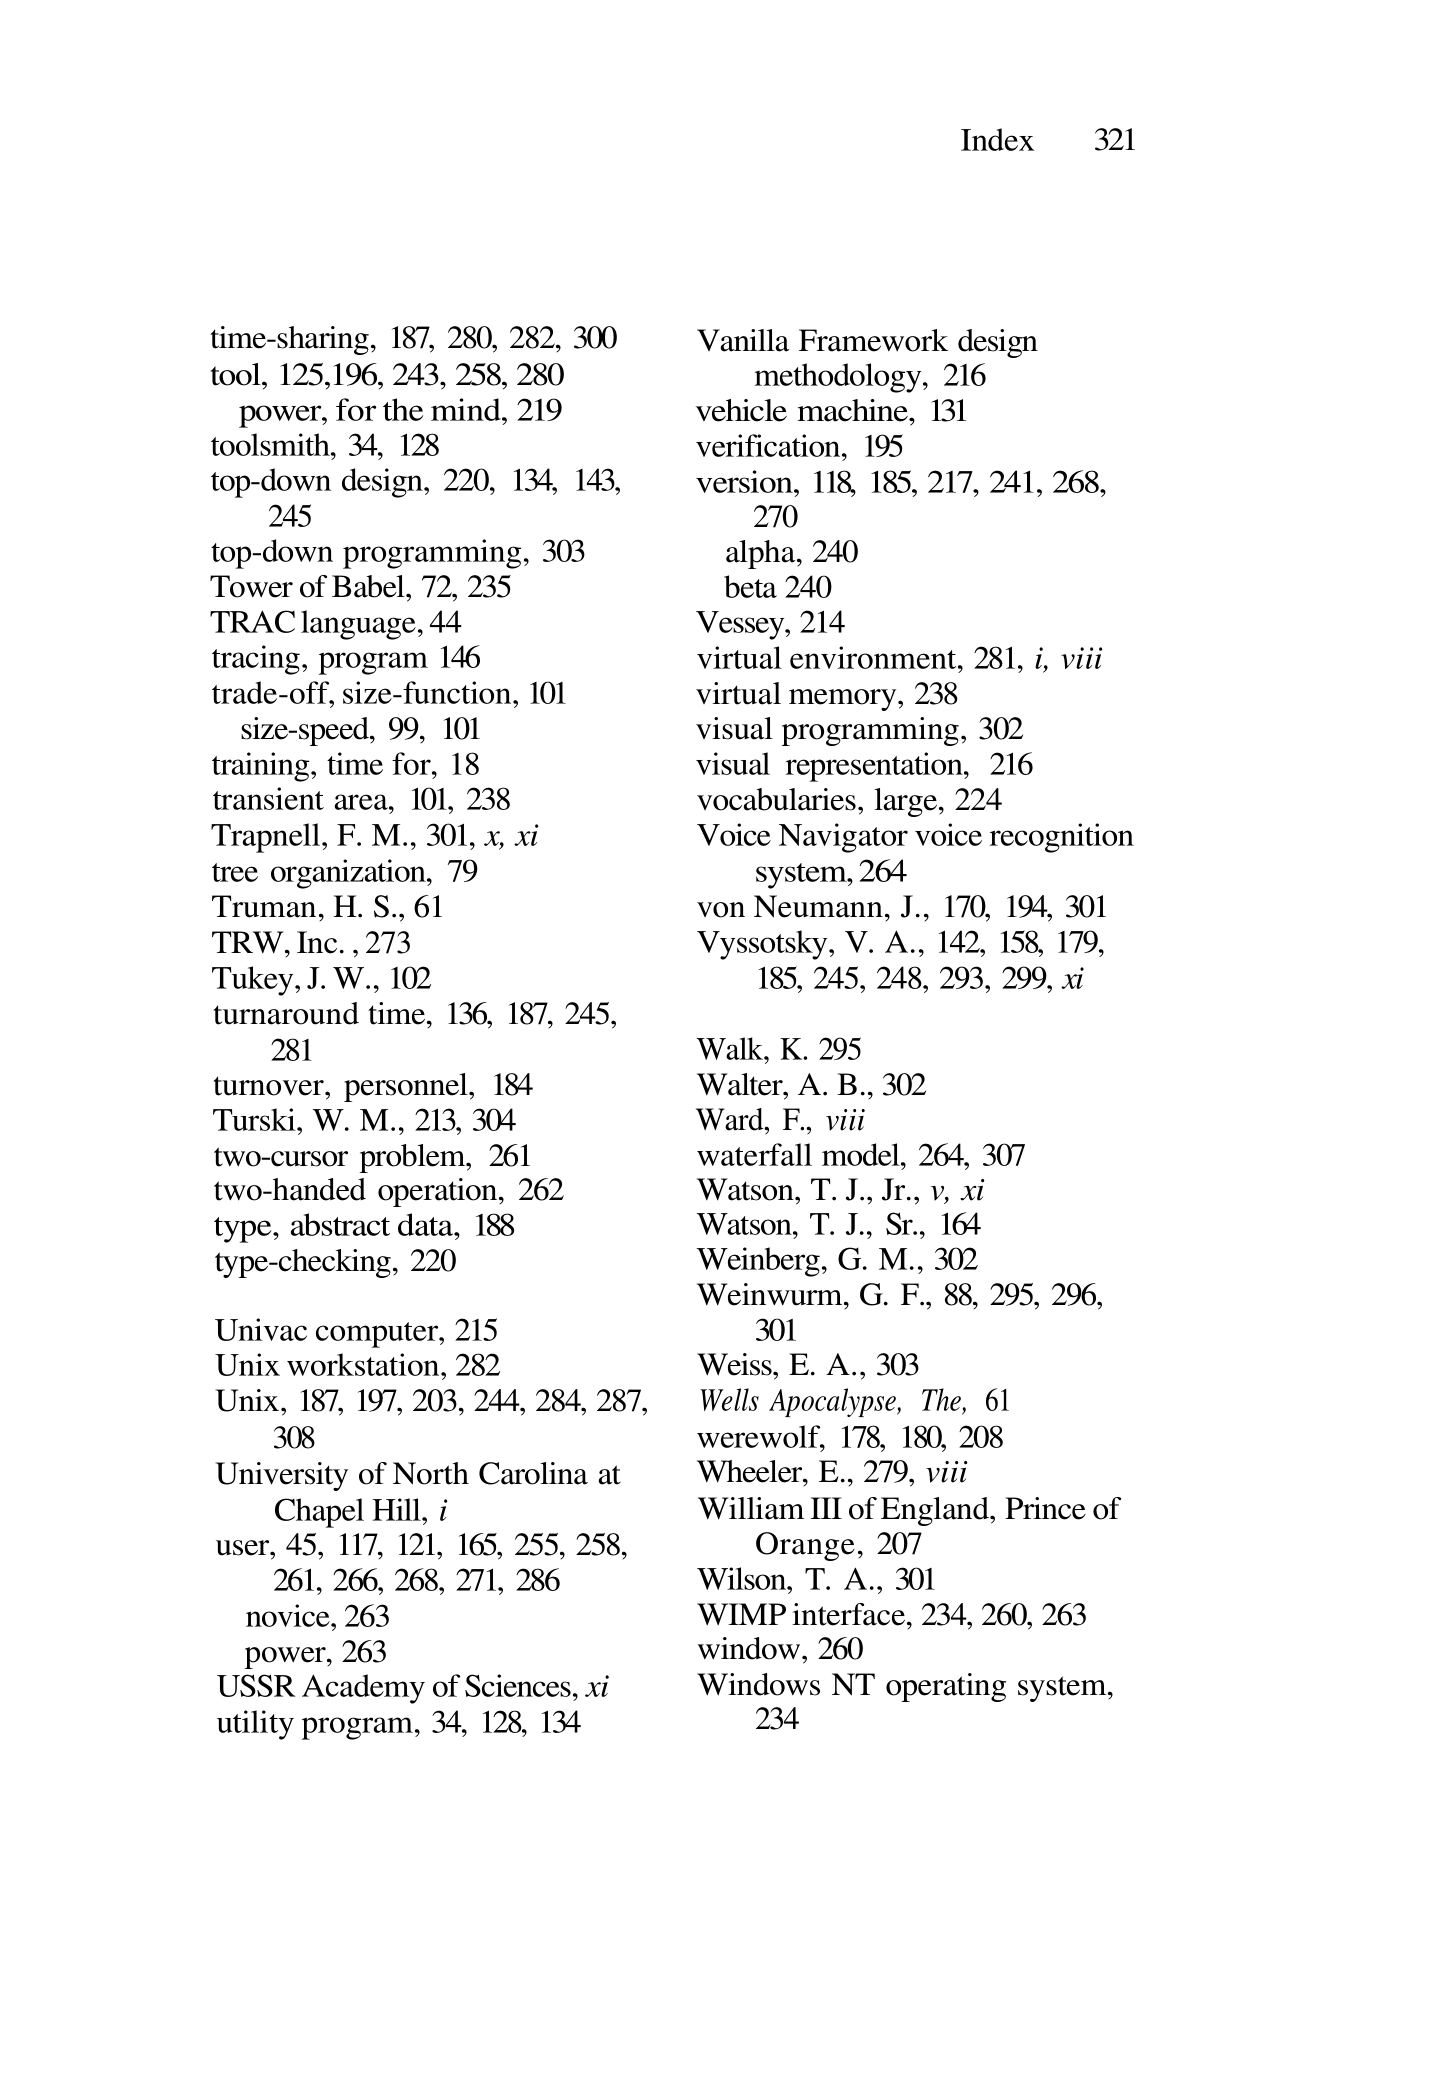 Index 321
time-sharing, 187, 280, 282, 300
tool, 125,196, 243, 258, 280
power, for the mind, 219
toolsmith, 34, 128
top-down design, 220, 134, 143,
245
top-down programming, 303
Tower of Babel, 72, 235
TRAC language, 44
tracing, program 146
trade-off, size-function, 101
size-speed, 99, 101
training, time for, 18
transient area, 101, 238
Trapnell, F. M., 301, x, xi
tree organization, 79
Truman, H. S., 61
TRW, Inc. , 273
Tukey, J. W., 102
turnaround time, 136, 187, 245,
281
turnover, personnel, 184
Turski, W. M., 213, 304
two-cursor problem, 261
two-handed operation, 262
type, abstract data, 188
type-checking, 220
Univac computer, 215
Unix workstation, 282
Unix, 187, 197, 203, 244, 284, 287,
308
University of North Carolina at
Chapel Hill, i
user, 45, 117, 121, 165, 255, 258,
261, 266, 268, 271, 286
novice, 263
power, 263
USSR Academy of Sciences, xi
utility program, 34, 128, 134
Vanilla Framework design
methodology, 216
vehicle machine, 131
verification, 195
version, 118, 185, 217, 241, 268,
270
alpha, 240
beta 240
Vessey, 214
virtual environment, 281, i, viii
virtual memory, 238
visual programming, 302
visual representation, 216
vocabularies, large, 224
Voice Navigator voice recognition
system, 264
von Neumann, J., 170, 194, 301
Vyssotsky, V. A., 142, 158, 179,
185, 245, 248, 293, 299, xi
Walk, K. 295
Walter, A. B., 302
Ward, F., viii
waterfall model, 264, 307
Watson, T. J., Jr., v, xi
Watson, T. J., Sr., 164
Weinberg, G. M., 302
Weinwurm, G. F., 88, 295, 296,
301
Weiss, E. A., 303
Wells Apocalypse, The, 61
werewolf, 178, 180, 208
Wheeler, E., 279, viii
William III of England, Prince of
Orange, 207
Wilson, T. A., 301
WIMP interface, 234, 260, 263
window, 260
Windows NT operating system,
234